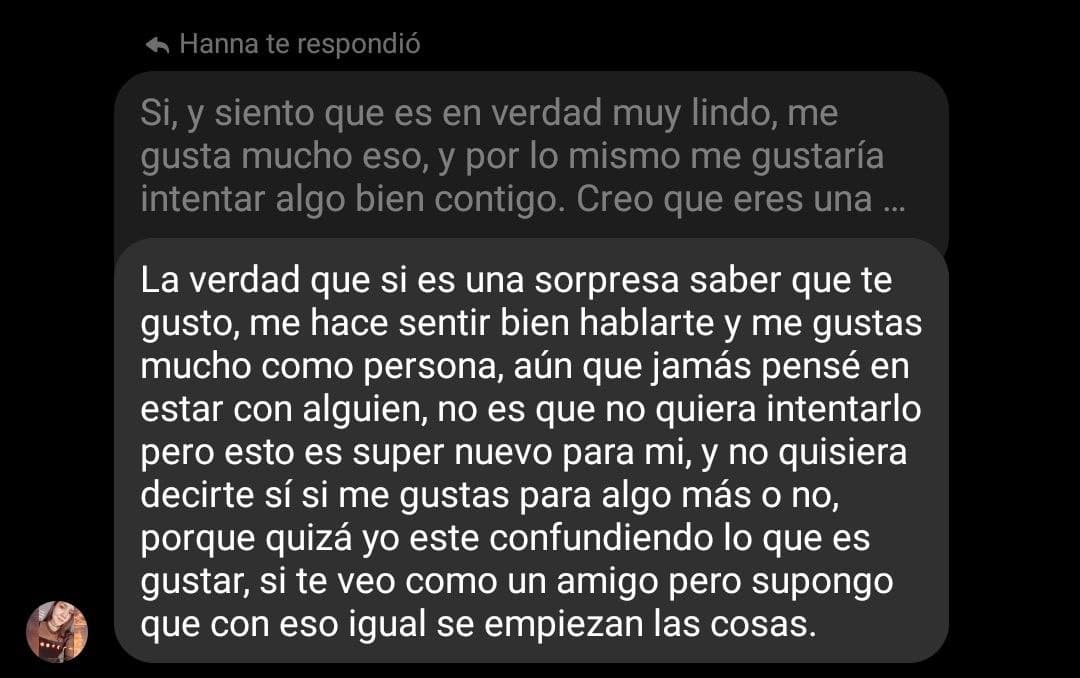 Hanna te respondió
Si, y siento que es en verdad muy lindo, me
gusta mucho eso, y por lo mismo me gustaría
intentar algo bien contigo. Creo que eres una ...
La verdad que si es una sorpresa saber que te
gusto, me hace sentir bien hablarte y me gustas
mucho como persona, aún que jamás pensé en
estar con alguien, no es que no quiera intentarlo
pero esto es super nuevo para mi, y no quisiera
decirte sí si me gustas para algo más o no,
porque quizá yo este confundiendo lo que es
gustar, si te veo como un amigo pero supongo
que con eso igual se empiezan las cosas.